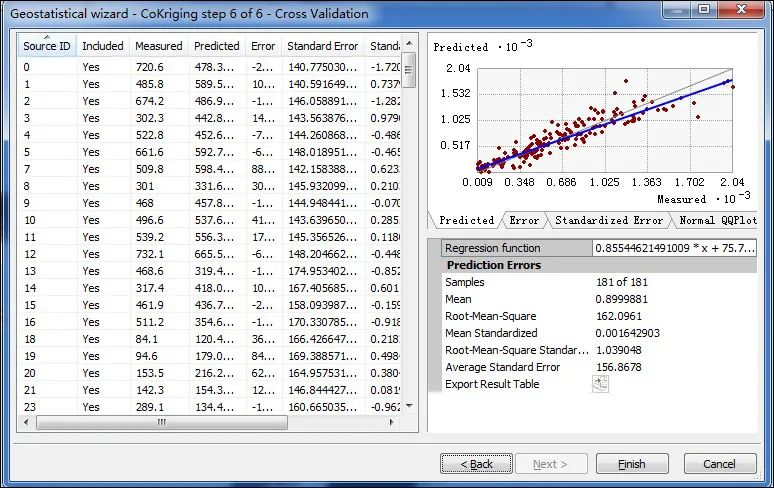 Geostatistical wizard - CoKriging step 6 of 6 - Cross Validation
Source ID Included Measured Predicted Error Standard Error Standa
0 Yes 720.6 478.3... -2... 140.775030... -1.720
1 Yes 485.8 589.5... 10... 140.591649... 0.7379
2 Yes 674.2 486.9... -1... 146.058891... -1.282
3 Yes 302.3 442.8... 14... 143.563876... 0.9790
4 Yes 522.8 452.6... -7... 144.260868... -0.486
5 Yes 661.6 592.7... -6... 148.018951... -0.465
7 Yes 509.8 598.4... 88... 142.158388... 0.623
8 Yes 301 331.6... 30... 145.932099... 0.210
9 Yes 468 457.8... -1... 144.948441... -0.070
10 Yes 496.6 537.6... 41... 143.639650... 0.285
11 Yes 539.2 556.3... 17... 145.356526... 0.1180
12 Yes 732.1 665.5... -6... 148.204662... -0.448
13 Yes 468.6 319.4... -1... 174.953402... -0.852
14 Yes 317.4 418.0... 10... 167.405685... 0.601
15 Yes 461.9 436.7... -2... 158.093987... -0.159
16 Yes 511.2 354.6... -1... 170.330785... -0.918
18 Yes 84.1 120.4... 36... 166.426647... 0.218
19 Yes 94.6 179.0... 84... 169.388571... 0.498
20 Yes 153.5 216.2... 62... 164.957531... 0.3804
21 Yes 142.3 154.3... 12... 146.844427... 0.0819
23 Yes 289.1 134.4... -1... 160.665035... -0.962
Predicted ·10⁻³
2.04
1.532
1.025
0.517
0.009 0.348 0.686 1.025 1.363 1.702 2.04
Measured ·10⁻³
Predicted Error Standardized Error Normal QQPlot
Regression function 0.85544621491009 * x + 75.7...
Prediction Errors
Samples 181 of 181
Mean 0.8999881
Root-Mean-Square 162.0961
Mean Standardized 0.001642903
Root-Mean-Square Standar... 1.039048
Average Standard Error 156.8678
Export Result Table
< Back Next > Finish Cancel